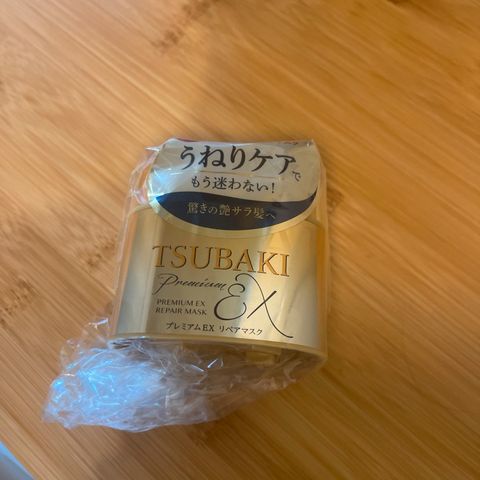 うねりケアで
もう迷わない!
驚きの艶サラ髪へ
TSUBAKI
Premium EX
PREMIUM EX
REPAIR MASK
プレミアムEX リペアマスク